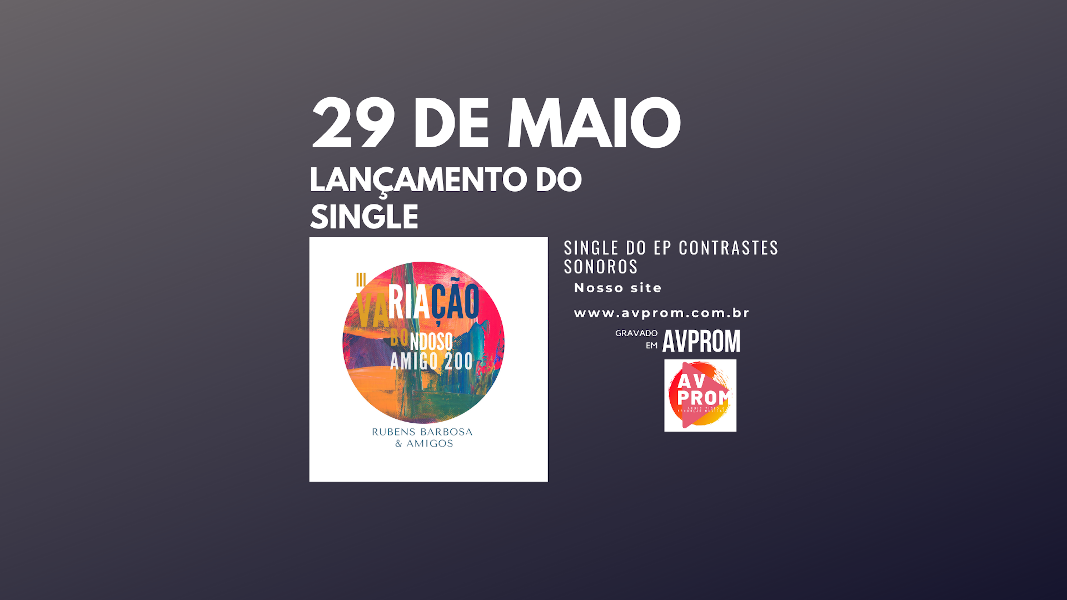 29 DE MAIO
LANÇAMENTO DO
SINGLE
III
VARIAÇÃO
BONDOSO
AMIGO 200
RUBENS BARBOSA
& AMIGOS
SINGLE DO EP CONTRASTES
SONOROS
Nosso site
www.avprom.com.br
GRAVADO
EM AVPROM
AV
PROM